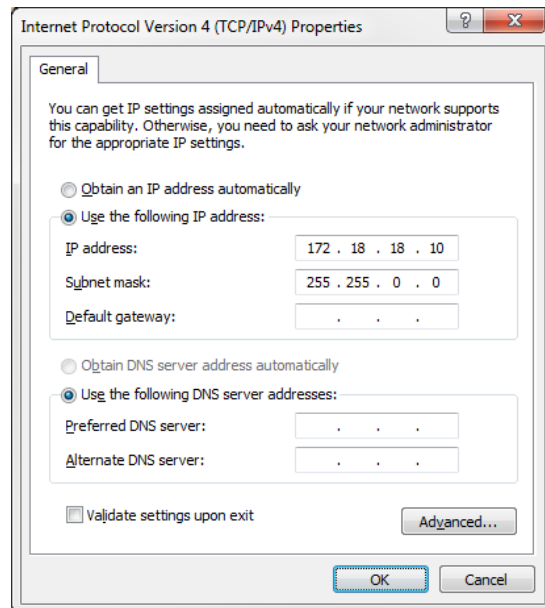 Internet Protocol Version 4 (TCP/IPv4) Properties
General
You can get IP settings assigned automatically if your network supports
this capability. Otherwise, you need to ask your network administrator
for the appropriate IP settings.
Obtain an IP address automatically
Use the following IP address:
IP address: 172 . 18 . 18 . 10
Subnet mask: 255 . 255 . 0 . 0
Default gateway: . . .
Obtain DNS server address automatically
Use the following DNS server addresses:
Preferred DNS server: . . .
Alternate DNS server: . . .
Validate settings upon exit
Advanced...
OK Cancel